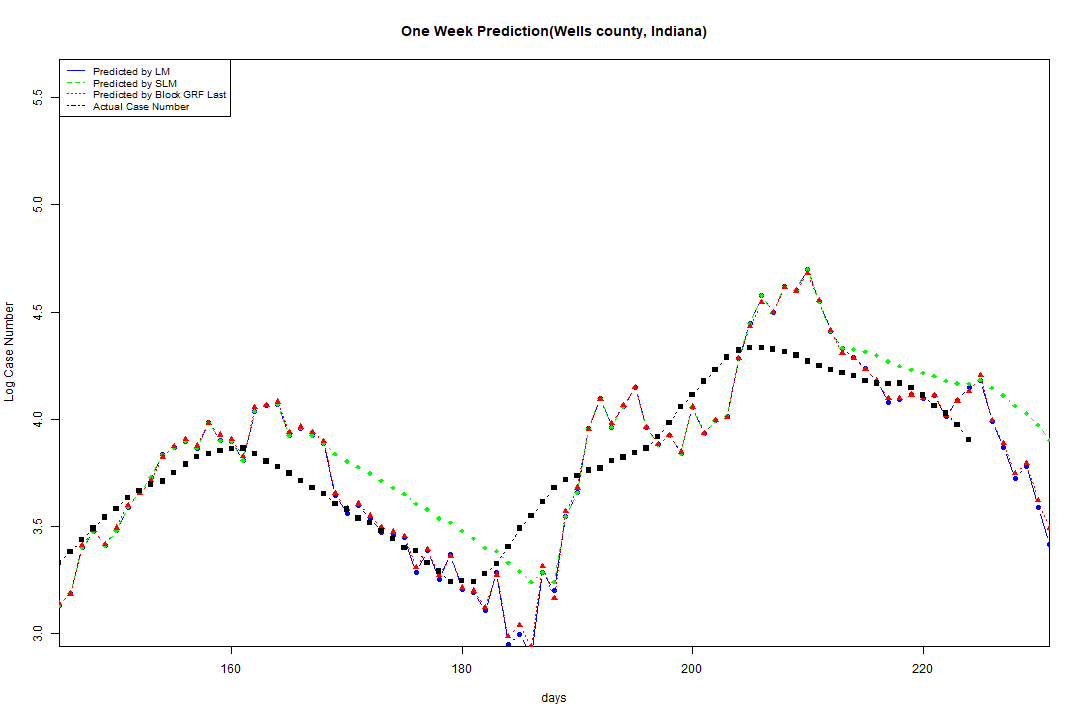 One Week Prediction(Wells county, Indiana)
Predicted by LM
Predicted by SLM
Predicted by Block GRF Last
Actual Case Number
5.5
5.0
4.5
4.0
3.5
3.0
Log Case Number
160 180 200 220
days